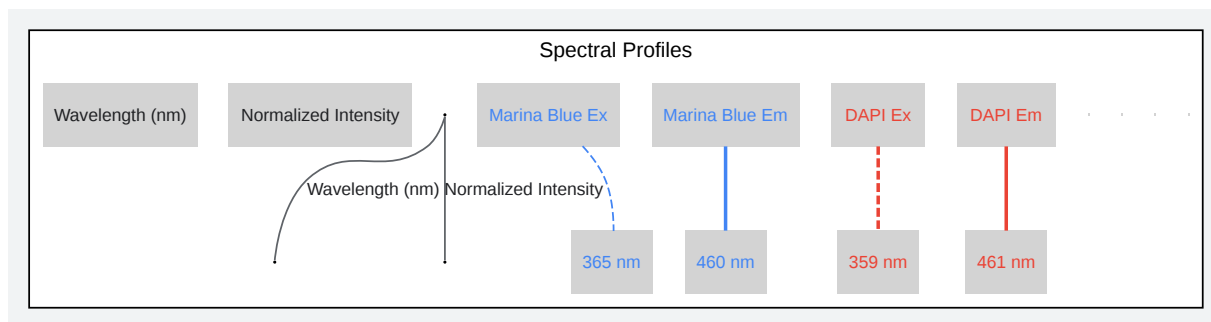 Spectral Profiles
Wavelength (nm)
Normalized Intensity
Marina Blue Ex
Marina Blue Em
DAPI Ex
DAPI Em
Wavelength (nm)
Normalized Intensity
365 nm
460 nm
359 nm
461 nm